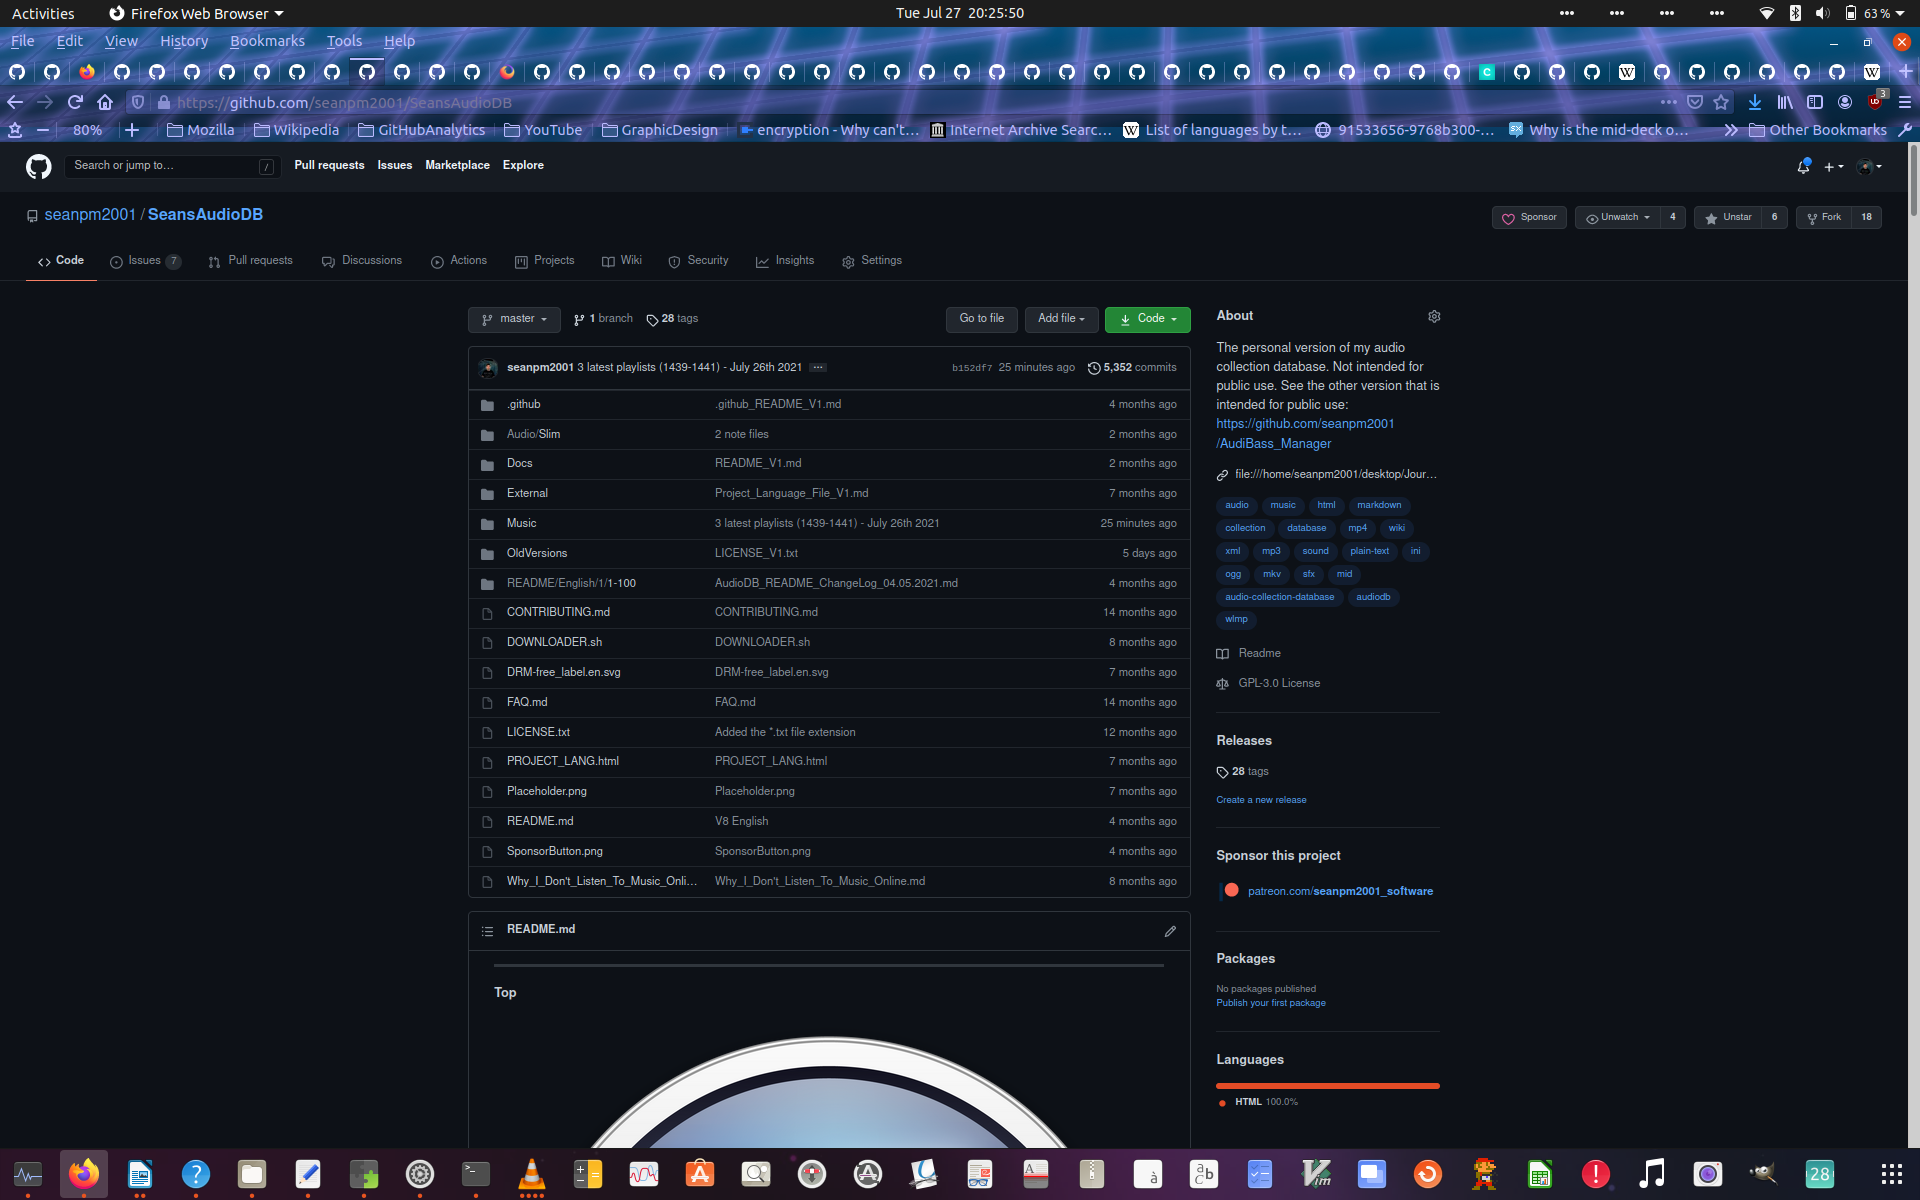 Activities Firefox Web Browser Tue Jul 27 20:25:50 63 %
File Edit View History Bookmarks Tools Help
https://github.com/seanpm2001/SeansAudioDB 3
80% Mozilla Wikipedia GitHubAnalytics YouTube GraphicDesign encryption - Why can't… Internet Archive Searc… List of languages by t… 91533656-9768b300-… Why is the mid-deck o… Other Bookmarks
Search or jump to… / Pull requests Issues Marketplace Explore
seanpm2001 / SeansAudioDB Sponsor Unwatch 4 Unstar 6 Fork 18
Code Issues 7 Pull requests Discussions Actions Projects Wiki Security Insights Settings
master 1 branch 28 tags Go to file Add file Code
seanpm2001 3 latest playlists (1439-1441) - July 26th 2021 ··· b152df7 25 minutes ago 5,352 commits
.github .github_README_V1.md 4 months ago
Audio/Slim 2 note files 2 months ago
Docs README_V1.md 2 months ago
External Project_Language_File_V1.md 7 months ago
Music 3 latest playlists (1439-1441) - July 26th 2021 25 minutes ago
OldVersions LICENSE_V1.txt 5 days ago
README/English/1/1-100 AudioDB_README_ChangeLog_04.05.2021.md 4 months ago
CONTRIBUTING.md CONTRIBUTING.md 14 months ago
DOWNLOADER.sh DOWNLOADER.sh 8 months ago
DRM-free_label.en.svg DRM-free_label.en.svg 7 months ago
FAQ.md FAQ.md 14 months ago
LICENSE.txt Added the *.txt file extension 12 months ago
PROJECT_LANG.html PROJECT_LANG.html 7 months ago
Placeholder.png Placeholder.png 7 months ago
README.md V8 English 4 months ago
SponsorButton.png SponsorButton.png 4 months ago
Why_I_Don't_Listen_To_Music_Onli… Why_I_Don't_Listen_To_Music_Online.md 8 months ago
README.md
Top
About
The personal version of my audio
collection database. Not intended for
public use. See the other version that is
intended for public use:
https://github.com/seanpm2001
/AudiBass_Manager
file:///home/seanpm2001/desktop/Jour…
audio music html markdown
collection database mp4 wiki
xml mp3 sound plain-text ini
ogg mkv sfx mid
audio-collection-database audiodb
wlmp
Readme
GPL-3.0 License
Releases
28 tags
Create a new release
Sponsor this project
patreon.com/seanpm2001_software
Packages
No packages published
Publish your first package
Languages
HTML 100.0%
28